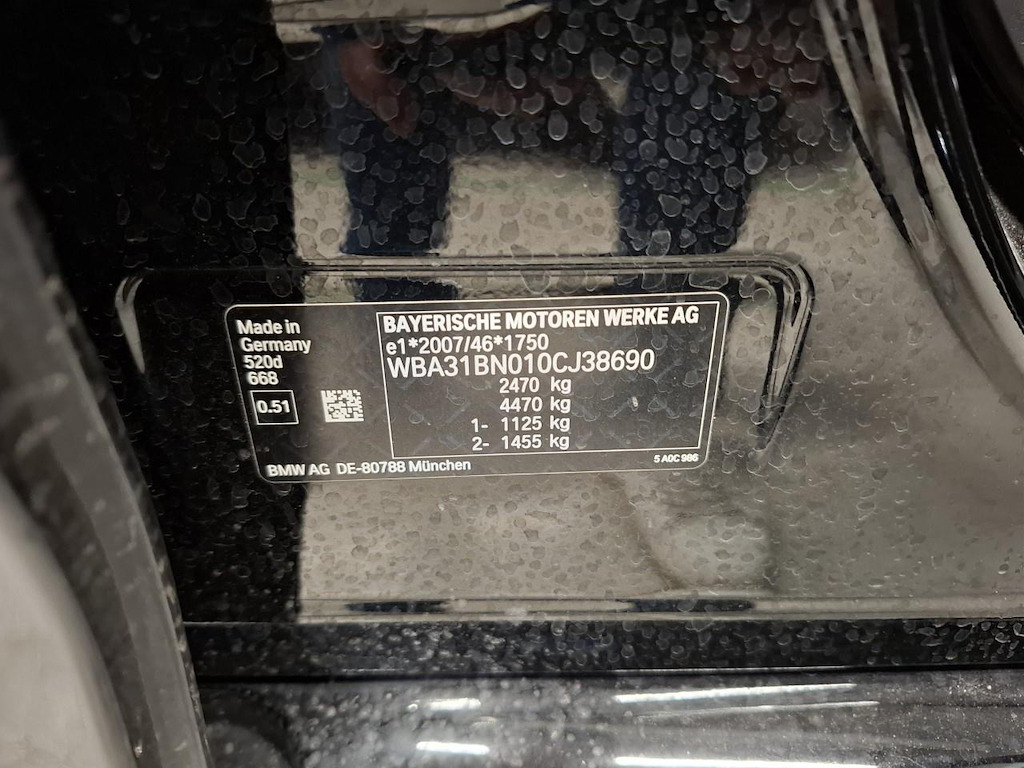 Made in
Germany
520d
668
0.51
BAYERISCHE MOTOREN WERKE AG
e1*2007/46*1750
WBA31BN010CJ38690
2470 kg
4470 kg
1- 1125 kg
2- 1455 kg
BMW AG DE-80788 München
5 A0C 986